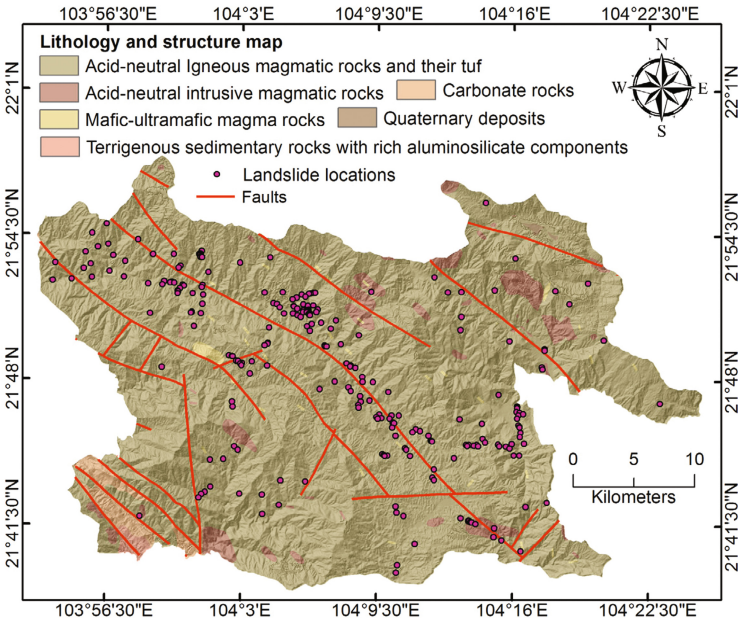 103°56'30"E 104°3'E 104°9'30"E 104°16'E 104°22'30"E
Lithology and structure map
Acid-neutral Igneous magmatic rocks and their tuf
Acid-neutral intrusive magmatic rocks
Carbonate rocks
Mafic-ultramafic magma rocks
Quaternary deposits
Terrigenous sedimentary rocks with rich aluminosilicate components
Landslide locations
Faults
N
W E
S
22°1'N
22°1'N
21°54'30"N
21°54'30"N
21°48'N
21°48'N
21°41'30"N
21°41'30"N
0 5 10
Kilometers
103°56'30"E 104°3'E 104°9'30"E 104°16'E 104°22'30"E